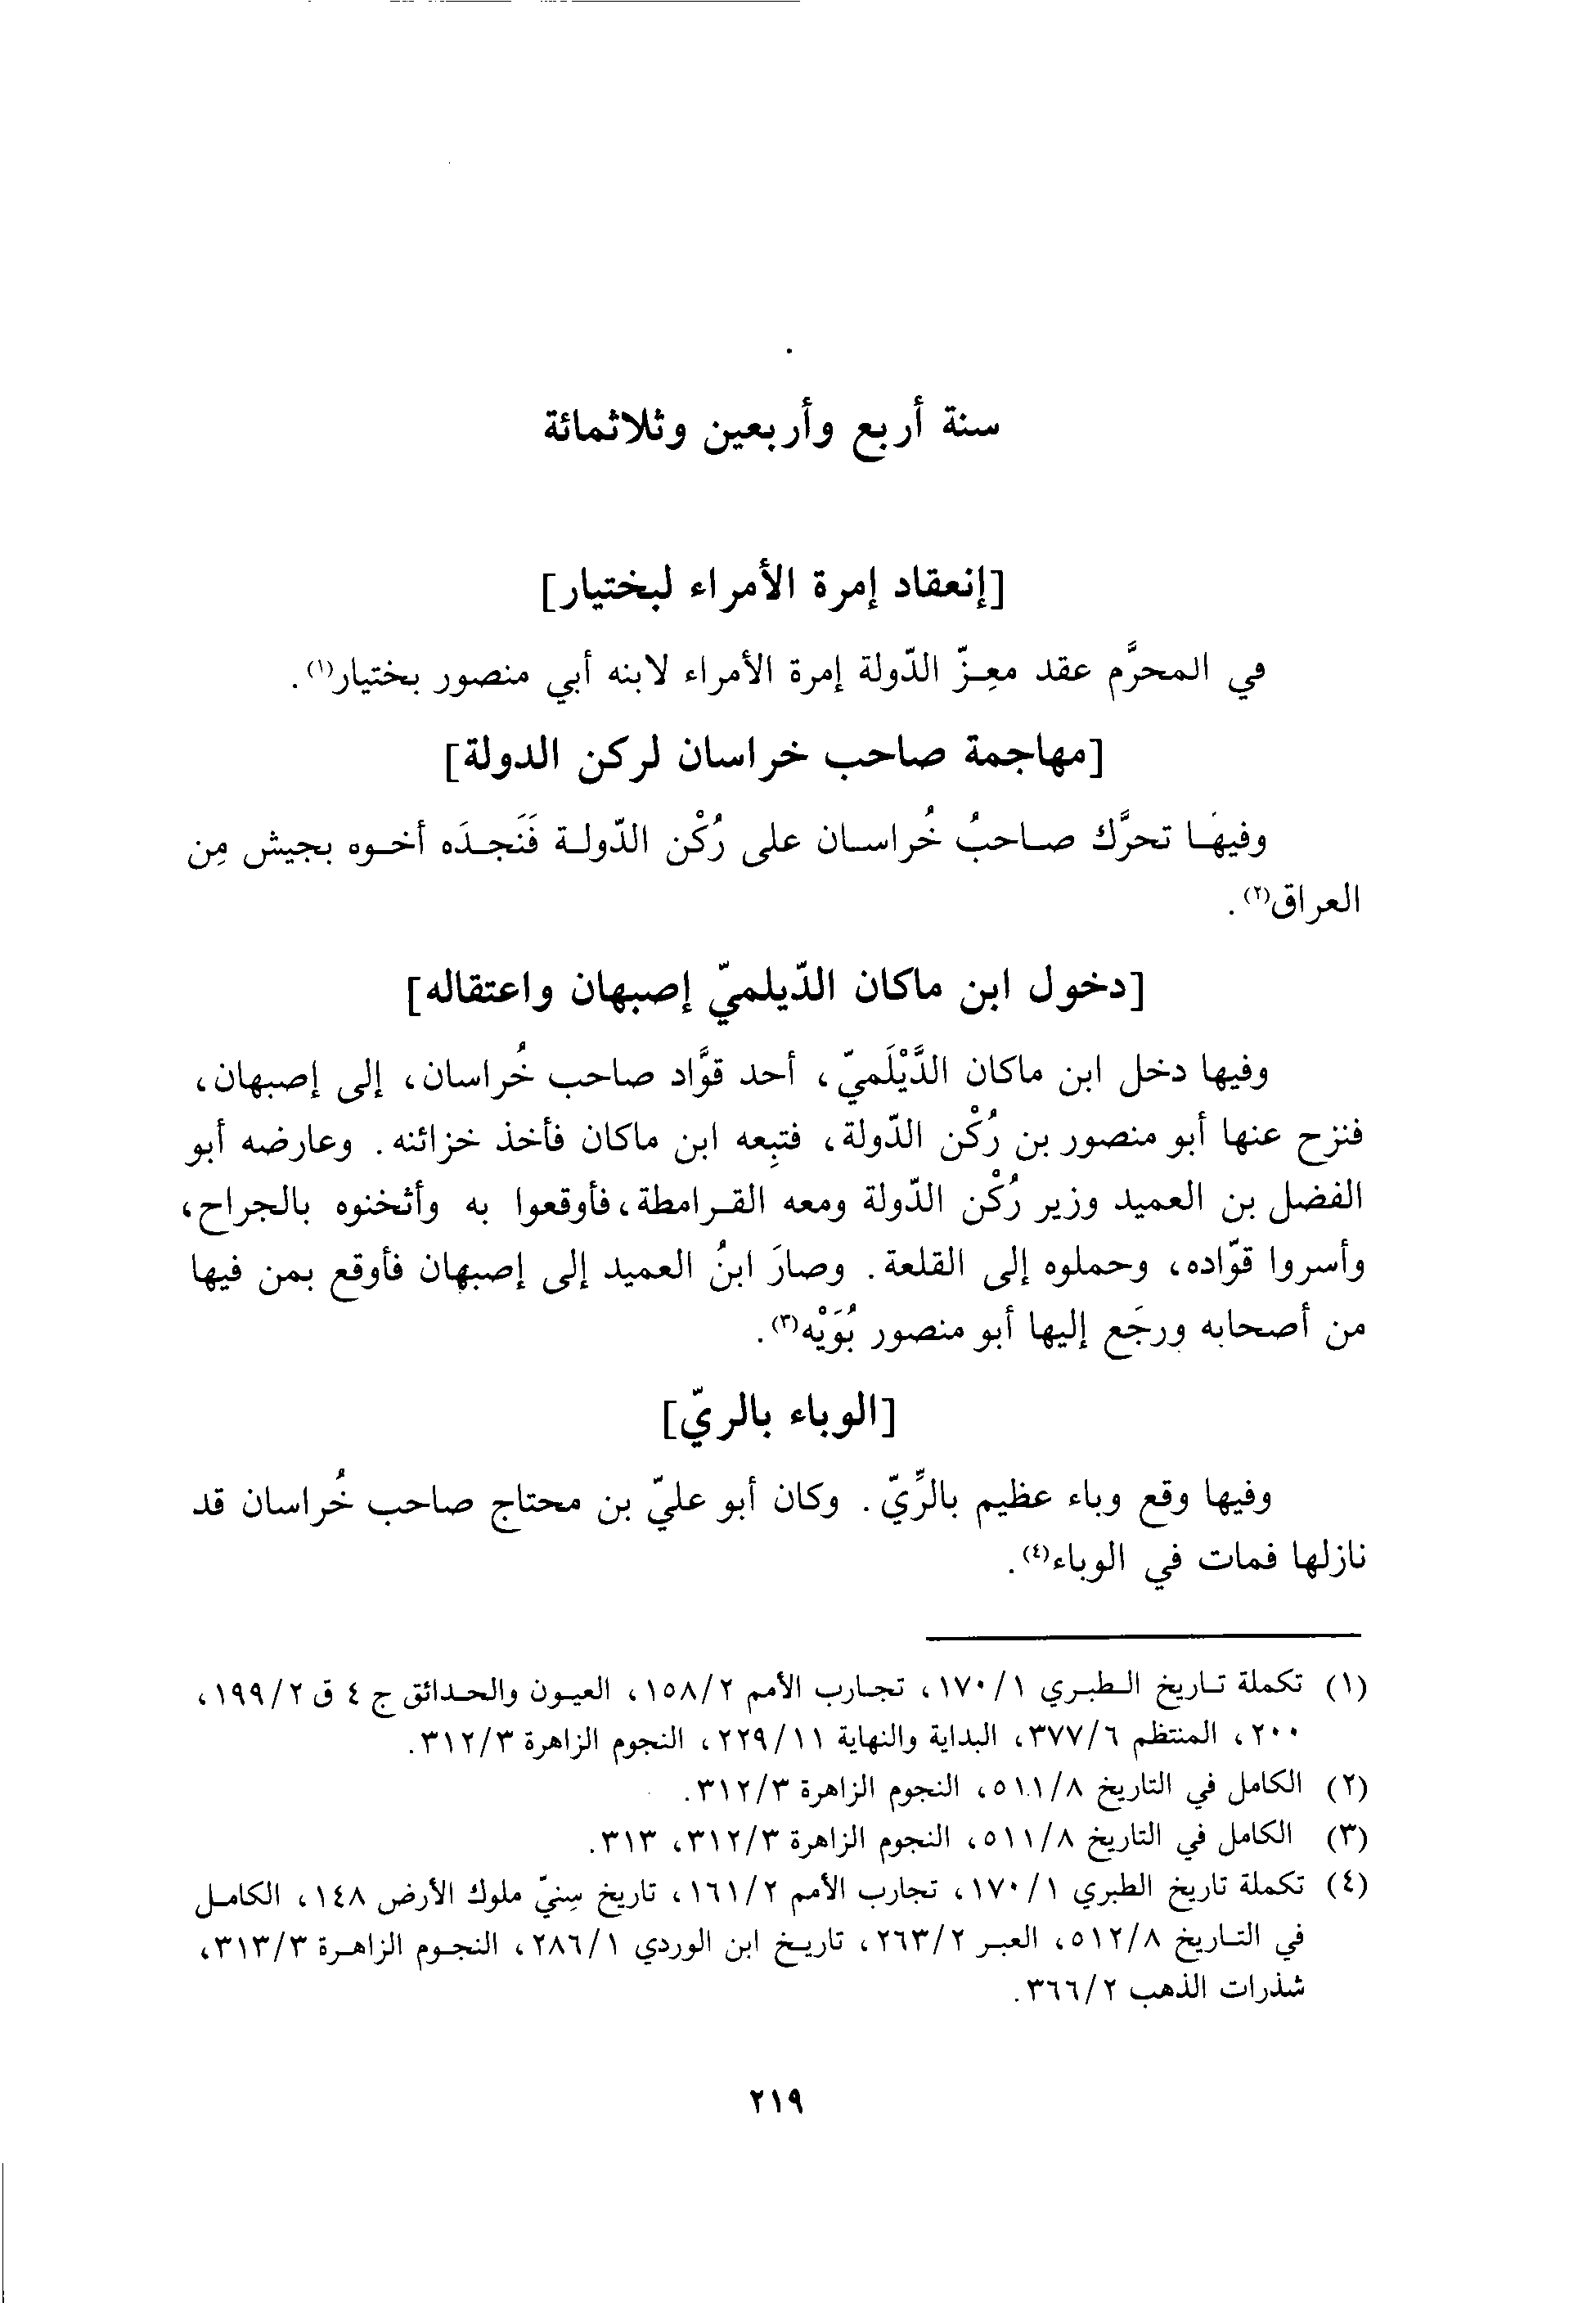 سنة أربع وأربعين وثلاثمائة
[إنعقاد إمرة الأمراء لبختيار]
في المحرَّم عقد معِزّ الدّولة إمرة الأمراء لابنه أبي منصور بختيار(١).
[مهاجمة صاحب خراسان لركن الدولة]
وفيهَا تحرَّك صاحبُ خُراسان على رُكْن الدّولة فَنَجدَه أخوه بجيش مِن
العراق(٢).
[دخول ابن ماكان الدّيلميّ إصبهان واعتقاله]
وفيها دخل ابن ماكان الدَّيْلَميّ، أحد قوَّاد صاحب خُراسان، إلى إصبهان،
فنزح عنها أبو منصور بن رُكْن الدّولة، فتبِعه ابن ماكان فأخذ خزائنه. وعارضه أبو
الفضل بن العميد وزير رُكْن الدّولة ومعه القرامطة،فأوقعوا به وأثخنوه بالجراح،
وأسروا قوّاده، وحملوه إلى القلعة. وصارَ ابنُ العميد إلى إصبهان فأوقع بمن فيها
من أصحابه ورجَع إليها أبو منصور بُوَيْه(٣).
[الوباء بالريّ]
وفيها وقع وباء عظيم بالرِّيّ. وكان أبو عليّ بن محتاج صاحب خُراسان قد
نازلها فمات في الوباء(٤).
(١) تكملة تاريخ الطبري ١/١٧٠، تجارب الأمم ٢/١٥٨، العيون والحدائق ج ٤ ق ٢/١٩٩،
٢٠٠، المنتظم ٦/٣٧٧، البداية والنهاية ١١/٢٢٩، النجوم الزاهرة ٣/٣١٢.
(٢) الكامل في التاريخ ٨/٥١١، النجوم الزاهرة ٣/٣١٢.
(٣) الكامل في التاريخ ٨/٥١١، النجوم الزاهرة ٣/٣١٢، ٣١٣.
(٤) تكملة تاريخ الطبري ١/١٧٠، تجارب الأمم ٢/١٦١، تاريخ سِنيّ ملوك الأرض ١٤٨، الكامل
في التاريخ ٨/٥١٢، العبر ٢/٢٦٣، تاريخ ابن الوردي ١/٢٨٦، النجوم الزاهرة ٣/٣١٣،
شذرات الذهب ٢/٣٦٦.
٢١٩